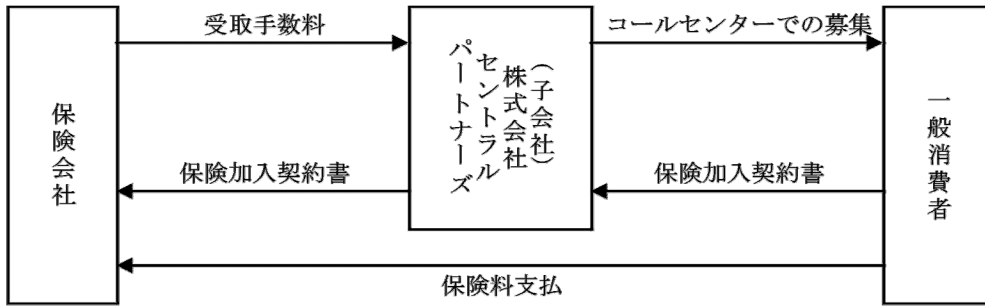 受取手数料
コールセンターでの募集
保険会社
(子会社)
株式会社
セントラル
パートナーズ
一般消費者
保険加入契約書
保険加入契約書
保険料支払